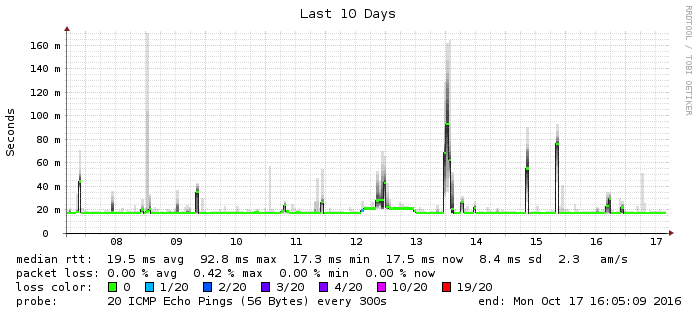 Last 10 Days
RRDTOOL / TOBI OETIKER
Seconds
160 m
140 m
120 m
100 m
80 m
60 m
40 m
20 m
0
08 09 10 11 12 13 14 15 16 17
median rtt: 19.5 ms avg 92.8 ms max 17.3 ms min 17.5 ms now 8.4 ms sd 2.3 am/s
packet loss: 0.00 % avg 0.42 % max 0.00 % min 0.00 % now
loss color: 0 1/20 2/20 3/20 4/20 10/20 19/20
probe: 20 ICMP Echo Pings (56 Bytes) every 300s end: Mon Oct 17 16:05:09 2016